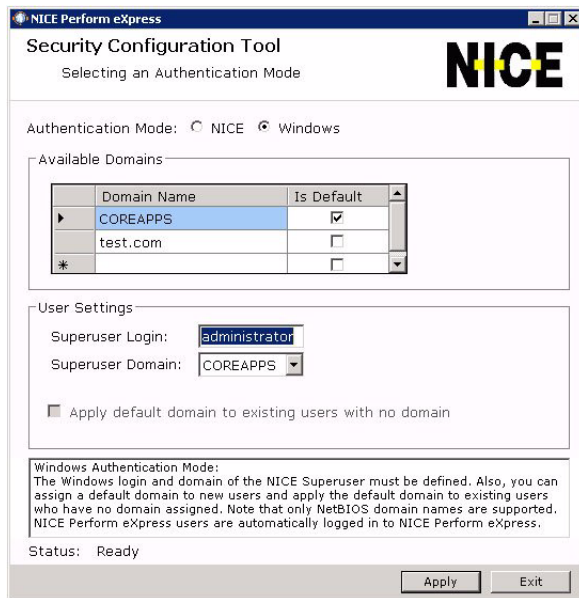 NICE Perform eXpress
Security Configuration Tool
Selecting an Authentication Mode
NICE
Authentication Mode: NICE Windows
Available Domains
Domain Name Is Default
COREAPPS
test.com
User Settings
Superuser Login: administrator
Superuser Domain: COREAPPS
Apply default domain to existing users with no domain
Windows Authentication Mode:
The Windows login and domain of the NICE Superuser must be defined. Also, you can
assign a default domain to new users and apply the default domain to existing users
who have no domain assigned. Note that only NetBIOS domain names are supported.
NICE Perform eXpress users are automatically logged in to NICE Perform eXpress.
Status: Ready
Apply Exit